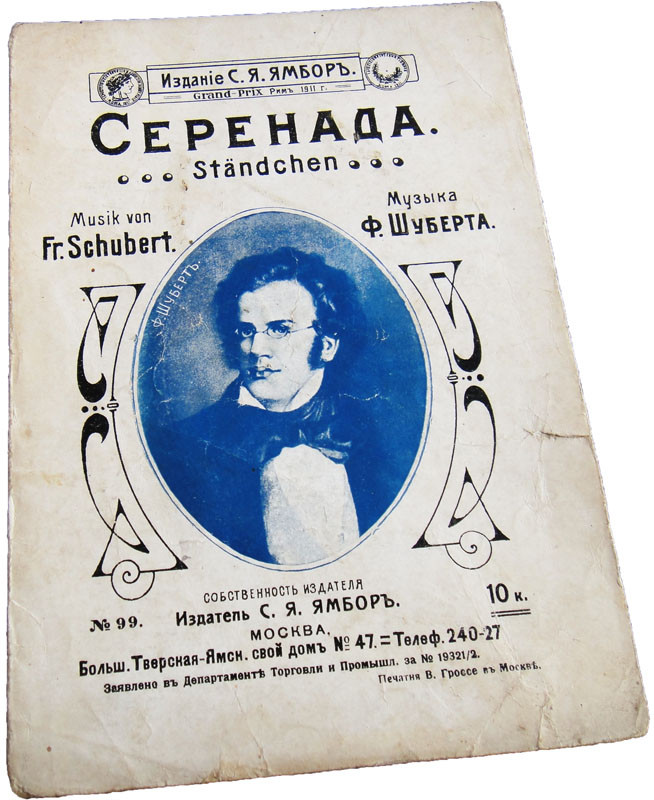 Изданіе С. Я. ЯМБОРЪ.
Grand-Prix Римъ 1911 г.
СЕРЕНАДА.
Ständchen
Musik von
Fr. Schubert.
Музыка
Ф. ШУБЕРТА.
Ф. ШУБЕРТЪ.
СОБСТВЕННОСТЬ ИЗДАТЕЛЯ
№ 99.
Издатель С. Я. ЯМБОРЪ.
10 к.
МОСКВА,
Больш. Тверская-Ямск. свой домъ № 47. = Телеф. 240-27
Заявлено въ Департаментѣ Торговли и Промышл. за № 19321/2.
Печатня В. Гроссе въ Москвѣ.